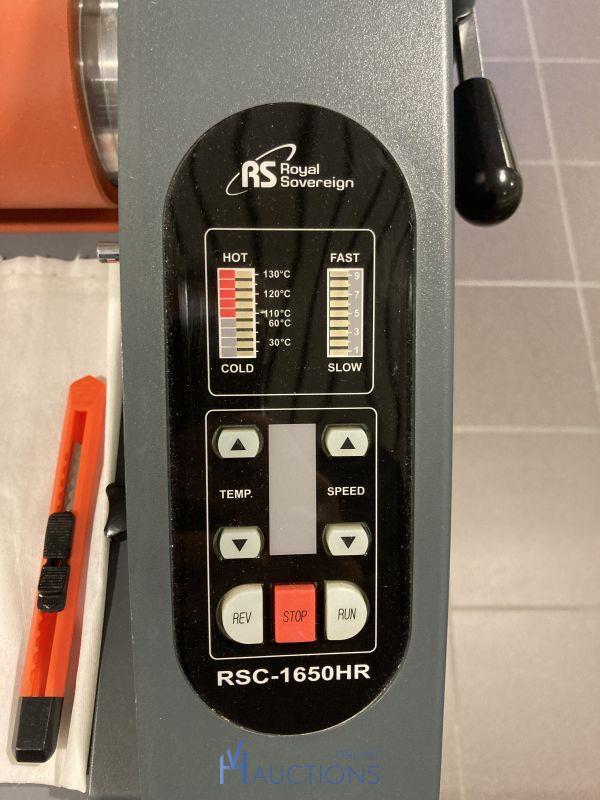 RS Royal Sovereign
HOT FAST
130°C 9
120°C 7
110°C 5
60°C 3
30°C 1
COLD SLOW
▲ ▲
TEMP. SPEED
▼ ▼
REV STOP RUN
RSC-1650HR
AUCTIONS